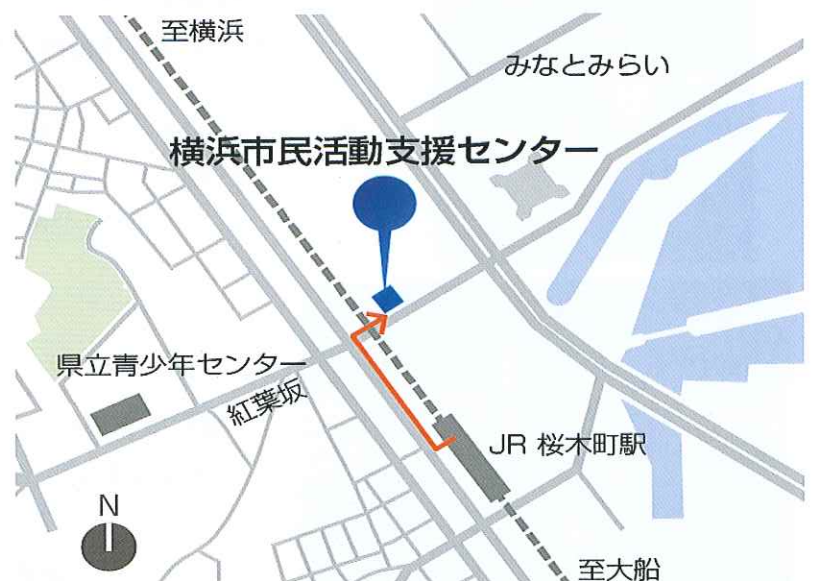 至横浜
みなとみらい
横浜市民活動支援センター
県立青少年センター
紅葉坂
JR 桜木町駅
N
至大船